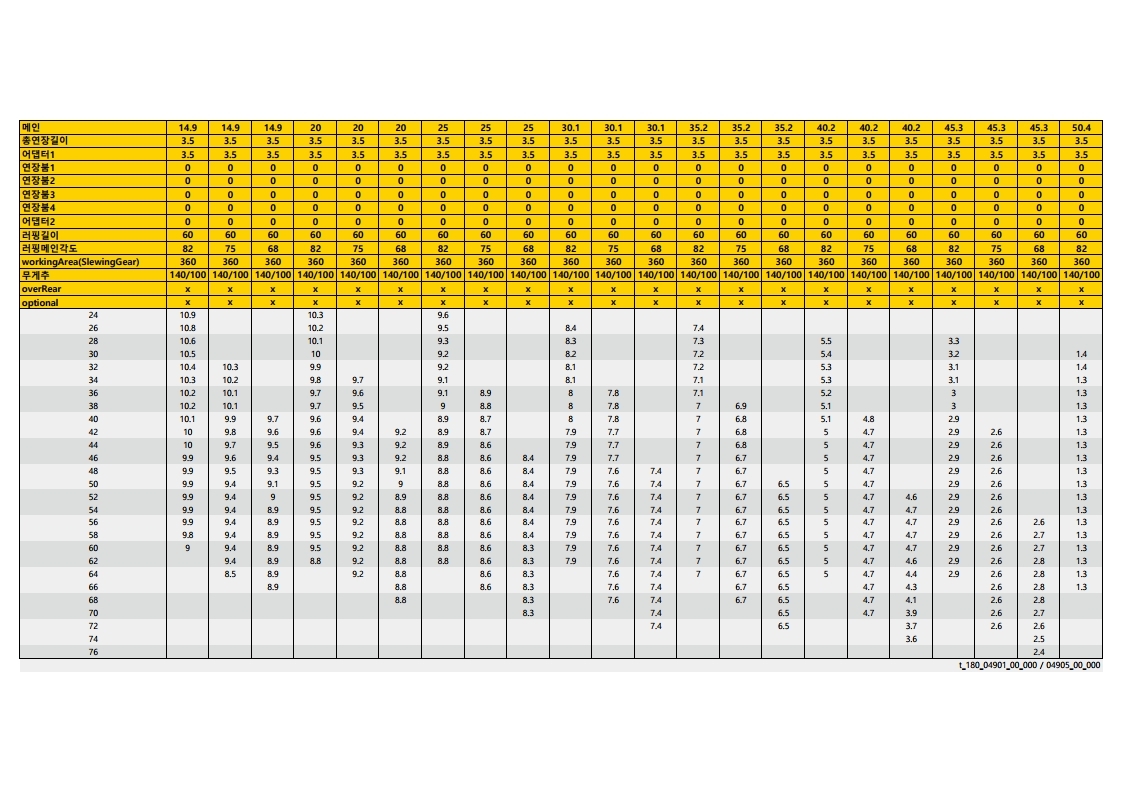 메인 14.9 14.9 14.9 20 20 20 25 25 25 30.1 30.1 30.1 35.2 35.2 35.2 40.2 40.2 40.2 45.3 45.3 45.3 50.4
총연장길이 3.5 3.5 3.5 3.5 3.5 3.5 3.5 3.5 3.5 3.5 3.5 3.5 3.5 3.5 3.5 3.5 3.5 3.5 3.5 3.5 3.5 3.5
어댑터1 3.5 3.5 3.5 3.5 3.5 3.5 3.5 3.5 3.5 3.5 3.5 3.5 3.5 3.5 3.5 3.5 3.5 3.5 3.5 3.5 3.5 3.5
연장붐1 0 0 0 0 0 0 0 0 0 0 0 0 0 0 0 0 0 0 0 0 0 0
연장붐2 0 0 0 0 0 0 0 0 0 0 0 0 0 0 0 0 0 0 0 0 0 0
연장붐3 0 0 0 0 0 0 0 0 0 0 0 0 0 0 0 0 0 0 0 0 0 0
연장붐4 0 0 0 0 0 0 0 0 0 0 0 0 0 0 0 0 0 0 0 0 0 0
어댑터2 0 0 0 0 0 0 0 0 0 0 0 0 0 0 0 0 0 0 0 0 0 0
러핑길이 60 60 60 60 60 60 60 60 60 60 60 60 60 60 60 60 60 60 60 60 60 60
러핑메인각도 82 75 68 82 75 68 82 75 68 82 75 68 82 75 68 82 75 68 82 75 68 82
workingArea(SlewingGear) 360 360 360 360 360 360 360 360 360 360 360 360 360 360 360 360 360 360 360 360 360 360
무게추 140/100 140/100 140/100 140/100 140/100 140/100 140/100 140/100 140/100 140/100 140/100 140/100 140/100 140/100 140/100 140/100 140/100 140/100 140/100 140/100 140/100 140/100
overRear x x x x x x x x x x x x x x x x x x x x x x
optional x x x x x x x x x x x x x x x x x x x x x x
24 10.9 10.3 9.6
26 10.8 10.2 9.5 8.4 7.4
28 10.6 10.1 9.3 8.3 7.3 5.5 3.3
30 10.5 10 9.2 8.2 7.2 5.4 3.2 1.4
32 10.4 10.3 9.9 9.2 8.1 7.2 5.3 3.1 1.4
34 10.3 10.2 9.8 9.7 9.1 8.1 7.1 5.3 3.1 1.3
36 10.2 10.1 9.7 9.6 9.1 8.9 8 7.8 7.1 5.2 3 1.3
38 10.2 10.1 9.7 9.5 9 8.8 8 7.8 7 6.9 5.1 3 1.3
40 10.1 9.9 9.7 9.6 9.4 8.9 8.7 8 7.8 7 6.8 5.1 4.8 2.9 1.3
42 10 9.8 9.6 9.6 9.4 9.2 8.9 8.7 7.9 7.7 7 6.8 5 4.7 2.9 2.6 1.3
44 10 9.7 9.5 9.6 9.3 9.2 8.9 8.6 7.9 7.7 7 6.8 5 4.7 2.9 2.6 1.3
46 9.9 9.6 9.4 9.5 9.3 9.2 8.8 8.6 8.4 7.9 7.7 7 6.7 5 4.7 2.9 2.6 1.3
48 9.9 9.5 9.3 9.5 9.3 9.1 8.8 8.6 8.4 7.9 7.6 7.4 7 6.7 5 4.7 2.9 2.6 1.3
50 9.9 9.4 9.1 9.5 9.2 9 8.8 8.6 8.4 7.9 7.6 7.4 7 6.7 6.5 5 4.7 2.9 2.6 1.3
52 9.9 9.4 9 9.5 9.2 8.9 8.8 8.6 8.4 7.9 7.6 7.4 7 6.7 6.5 5 4.7 4.6 2.9 2.6 1.3
54 9.9 9.4 8.9 9.5 9.2 8.9 8.8 8.6 8.4 7.9 7.6 7.4 7 6.7 6.5 5 4.7 4.7 2.9 2.6 1.3
56 9.9 9.4 8.9 9.5 9.2 8.8 8.8 8.6 8.4 7.9 7.6 7.4 7 6.7 6.5 5 4.7 4.7 2.9 2.6 2.6 1.3
58 9.8 9.4 8.9 9.5 9.2 8.8 8.8 8.6 8.4 7.9 7.6 7.4 7 6.7 6.5 5 4.7 4.7 2.9 2.6 2.7 1.3
60 9 9.4 8.9 9.5 9.2 8.8 8.8 8.6 8.3 7.9 7.6 7.4 7 6.7 6.5 5 4.7 4.7 2.9 2.6 2.7 1.3
62 9.4 8.9 8.8 9.2 8.8 8.8 8.6 8.3 7.9 7.6 7.4 7 6.7 6.5 5 4.7 4.6 2.9 2.6 2.8 1.3
64 8.5 8.9 9.2 8.8 8.6 8.3 7.6 7.4 7 6.7 6.5 5 4.7 4.4 2.9 2.6 2.8 1.3
66 8.9 8.8 8.6 8.3 7.6 7.4 6.7 6.5 4.7 4.3 2.6 2.8 1.3
68 8.8 8.3 7.6 7.4 6.7 6.5 4.7 4.1 2.6 2.8
70 8.3 7.4 6.5 4.7 3.9 2.6 2.7
72 7.4 6.5 3.7 2.6 2.6
74 3.6 2.5
76 2.4
t_180_04901_00_000 / 04905_00_000